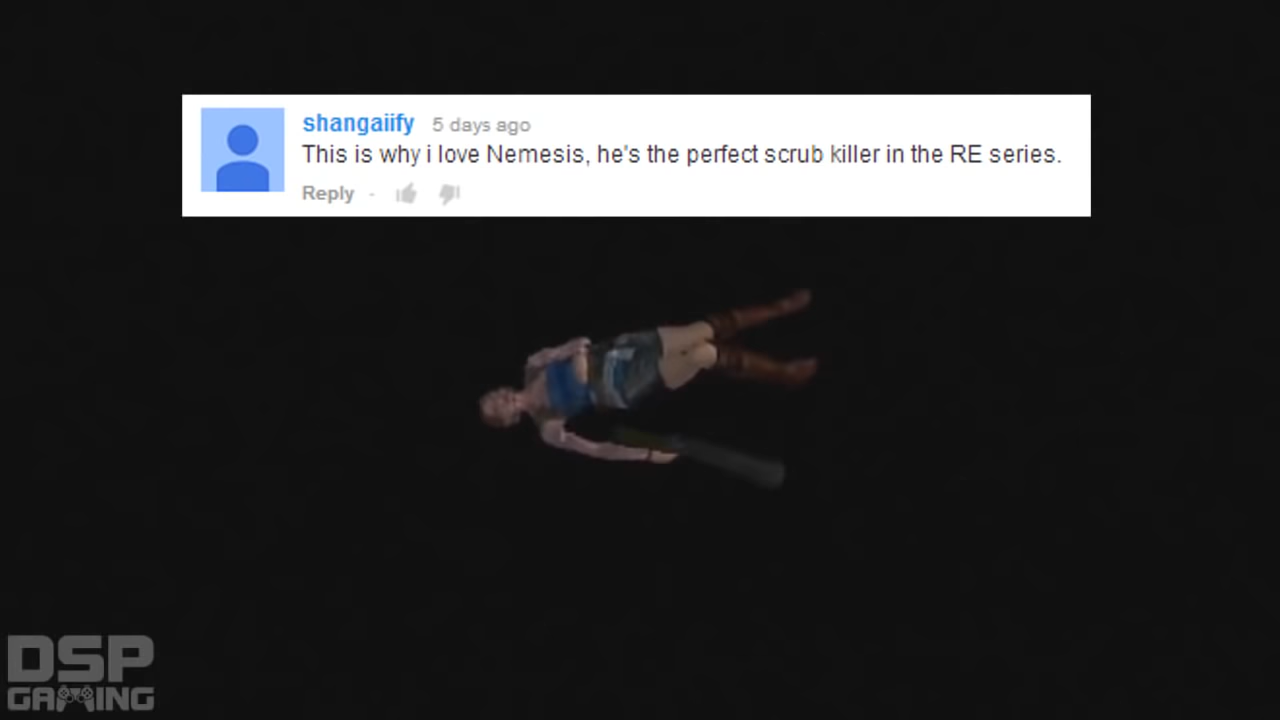 shangaiify 5 days ago
This is why i love Nemesis, he's the perfect scrub killer in the RE series.
Reply -
DSP
GAMING